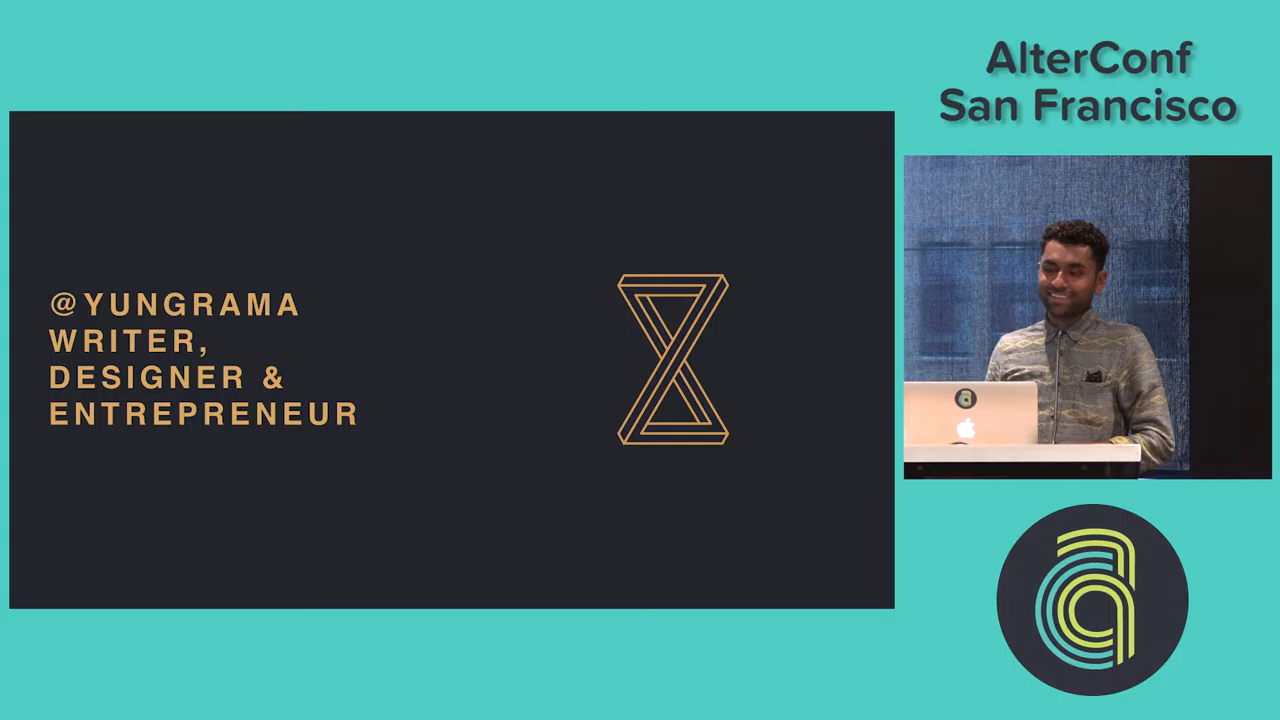 AlterConf
San Francisco
@YUNGRAMA
WRITER,
DESIGNER &
ENTREPRENEUR